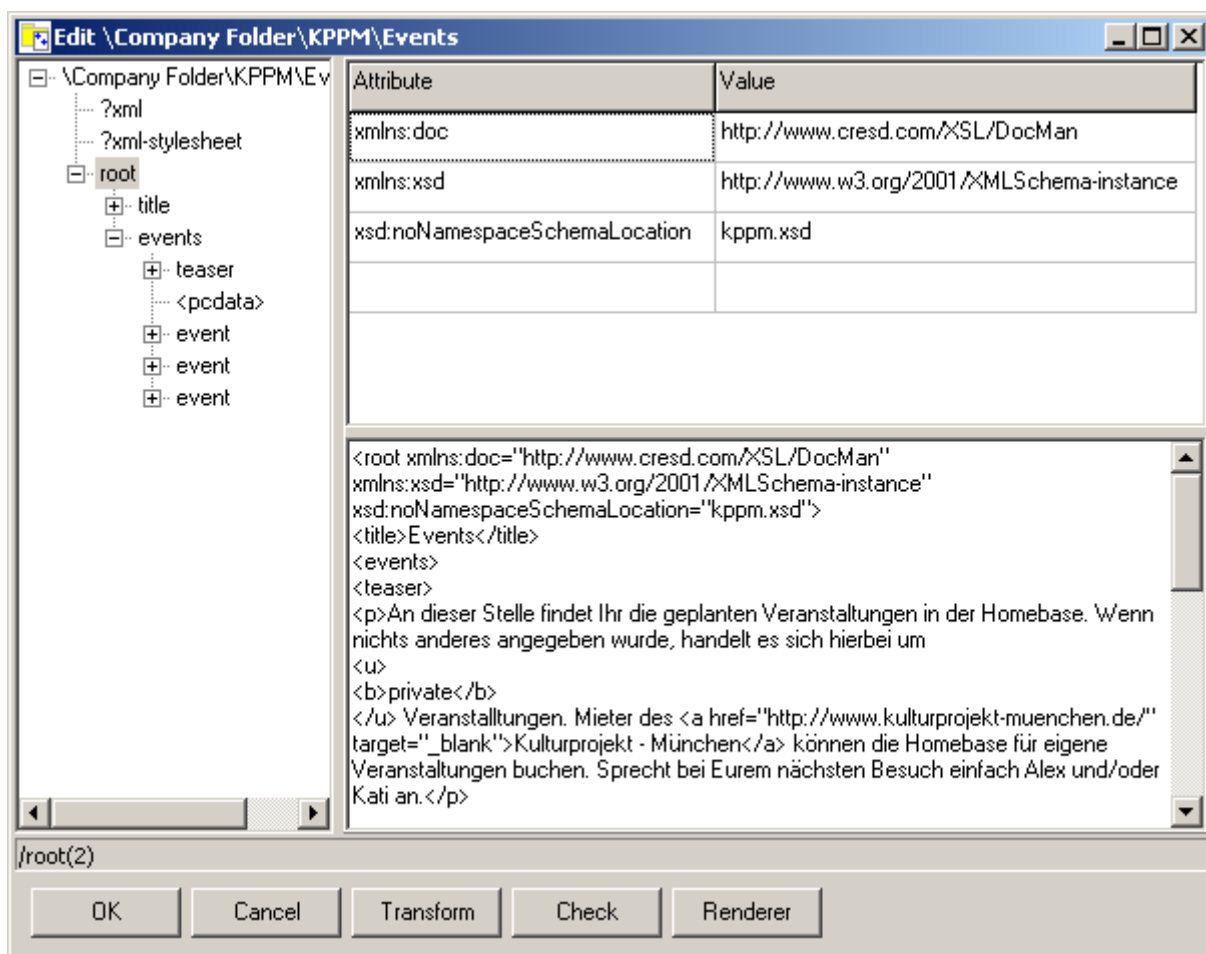 Edit \Company Folder\KPPM\Events
\Company Folder\KPPM\Ev
?xml
?xml-stylesheet
root
title
events
teaser
<pcdata>
event
event
event
Attribute Value
xmlns:doc http://www.cresd.com/XSL/DocMan
xmlns:xsd http://www.w3.org/2001/XMLSchema-instance
xsd:noNamespaceSchemaLocation kppm.xsd
<root xmlns:doc="http://www.cresd.com/XSL/DocMan"
xmlns:xsd="http://www.w3.org/2001/XMLSchema-instance"
xsd:noNamespaceSchemaLocation="kppm.xsd">
<title>Events</title>
<events>
<teaser>
<p>An dieser Stelle findet Ihr die geplanten Veranstaltungen in der Homebase. Wenn
nichts anderes angegeben wurde, handelt es sich hierbei um
<u>
<b>private</b>
</u> Veranstalltungen. Mieter des <a href="http://www.kulturprojekt-muenchen.de/"
target="_blank">Kulturprojekt - München</a> können die Homebase für eigene
Veranstaltungen buchen. Sprecht bei Eurem nächsten Besuch einfach Alex und/oder
Kati an.</p>
/root(2)
OK Cancel Transform Check Renderer